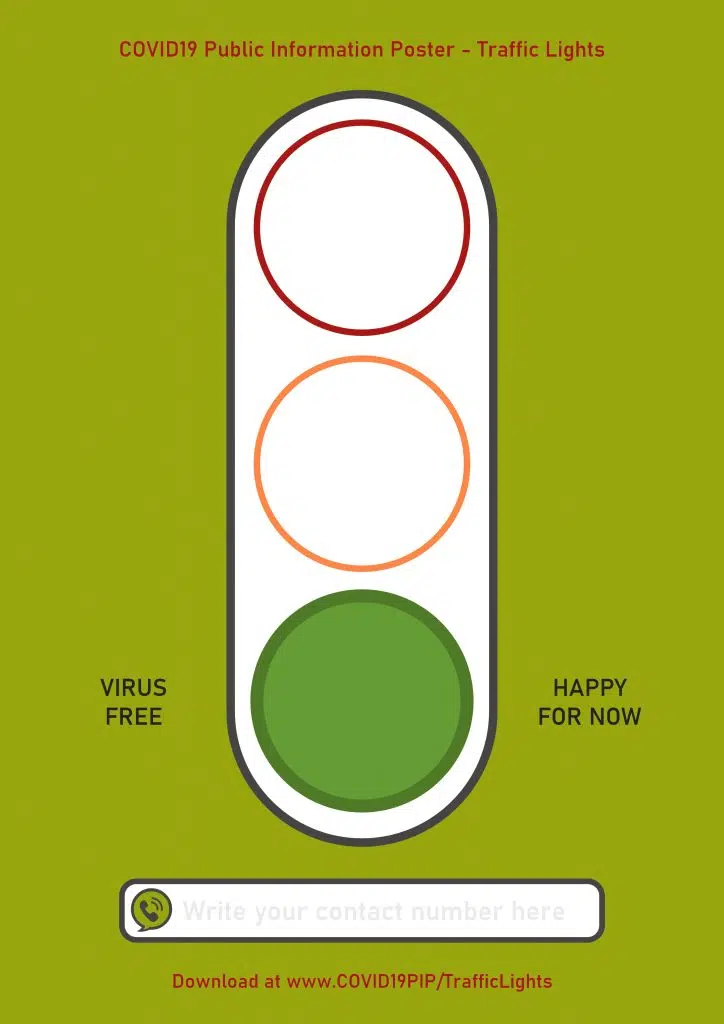 COVID19 Public Information Poster - Traffic Lights
VIRUS
FREE
HAPPY
FOR NOW
Write your contact number here
Download at www.COVID19PIP/TrafficLights